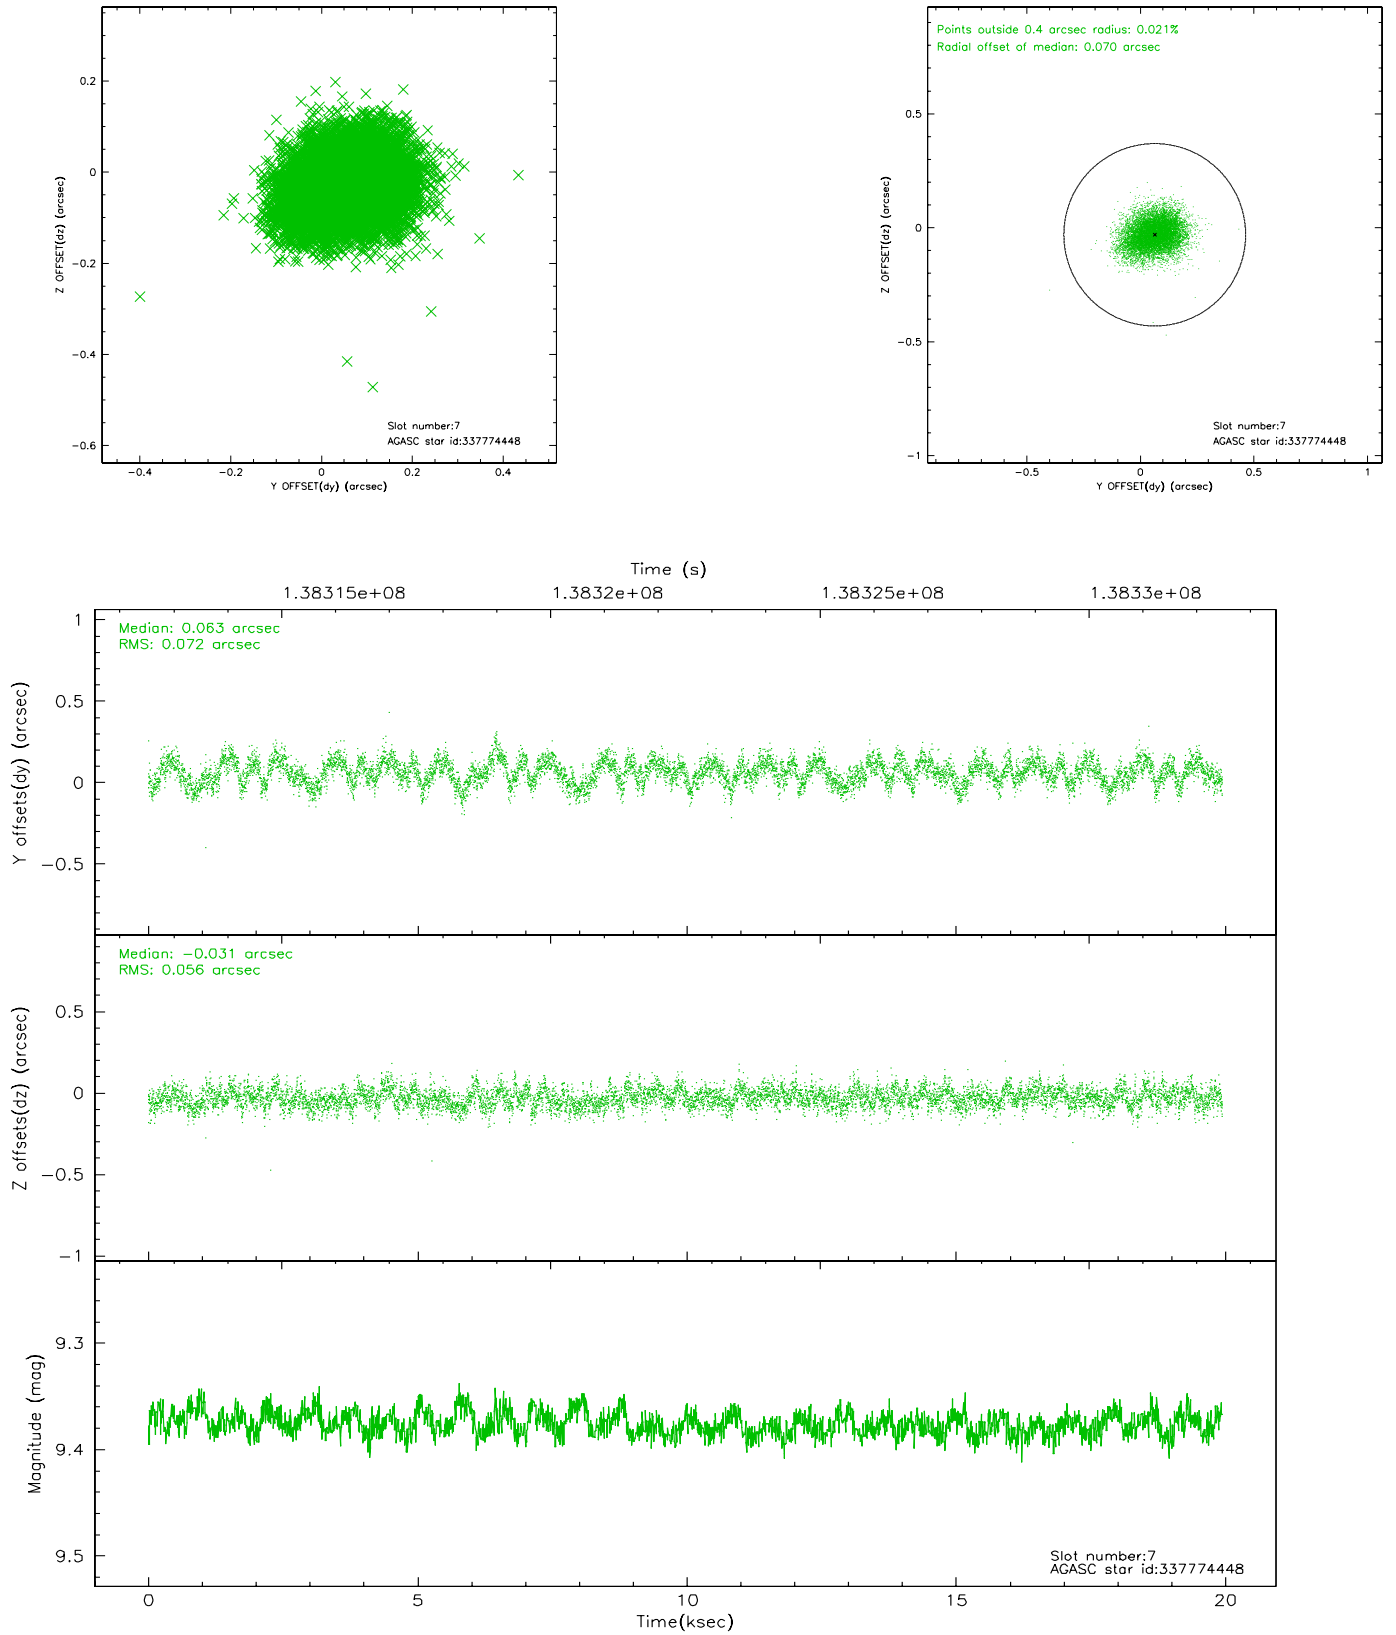 0.2
0
−0.2
−0.4
−0.6
Z OFFSET(dz) (arcsec)
Slot number:7
AGASC star id:337774448
−0.4 −0.2 0 0.2 0.4
Y OFFSET(dy) (arcsec)
Points outside 0.4 arcsec radius: 0.021%
Radial offset of median: 0.070 arcsec
0.5
0
−0.5
−1
Z OFFSET(dz) (arcsec)
Slot number:7
AGASC star id:337774448
−0.5 0 0.5 1
Y OFFSET(dy) (arcsec)
Time (s)
1.38315e+08 1.3832e+08 1.38325e+08 1.3833e+08
Median: 0.063 arcsec
RMS: 0.072 arcsec
1
0.5
0
−0.5
Y offsets(dy) (arcsec)
Median: −0.031 arcsec
RMS: 0.056 arcsec
0.5
0
−0.5
−1
Z offsets(dz) (arcsec)
9.3
9.4
9.5
Magnitude (mag)
Slot number:7
AGASC star id:337774448
0 5 10 15 20
Time(ksec)